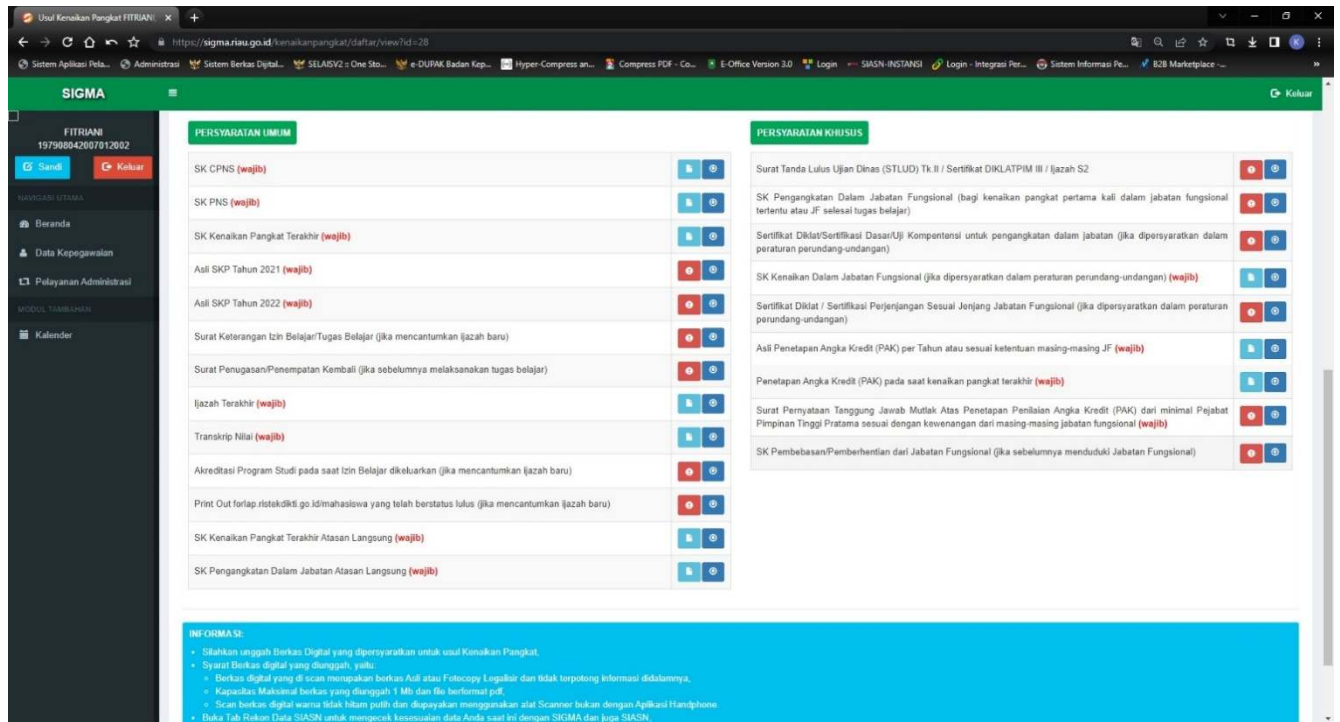 Usul Kenaikan Pangkat FITRIANI,
https://sigma.riau.go.id/kenaikanpangkat/daftar/view?id=28
Sistem Aplikasi Pela... Administrasi Sistem Berkas Dijital... SELAISV2 :: One Sto... e-DUPAK Badan Kep... Hyper-Compress an... Compress PDF - Co... E-Office Version 3.0 Login SIASN-INSTANSI Login - Integrasi Per... Sistem Informasi Pe... B2B Marketplace -...
SIGMA
Keluar
FITRIANI
197908042007012002
Sandi Keluar
NAVIGASI UTAMA
Beranda
Data Kepegawaian
Pelayanan Administrasi
MODUL TAMBAHAN
Kalender
PERSYARATAN UMUM
SK CPNS (wajib)
SK PNS (wajib)
SK Kenaikan Pangkat Terakhir (wajib)
Asli SKP Tahun 2021 (wajib)
Asli SKP Tahun 2022 (wajib)
Surat Keterangan Izin Belajar/Tugas Belajar (jika mencantumkan ijazah baru)
Surat Penugasan/Penempatan Kembali (jika sebelumnya melaksanakan tugas belajar)
Ijazah Terakhir (wajib)
Transkrip Nilai (wajib)
Akreditasi Program Studi pada saat Izin Belajar dikeluarkan (jika mencantumkan ijazah baru)
Print Out forlap.ristekdikti.go.id/mahasiswa yang telah berstatus lulus (jika mencantumkan ijazah baru)
SK Kenaikan Pangkat Terakhir Atasan Langsung (wajib)
SK Pengangkatan Dalam Jabatan Atasan Langsung (wajib)
PERSYARATAN KHUSUS
Surat Tanda Lulus Ujian Dinas (STLUD) Tk.II / Sertifikat DIKLATPIM III / Ijazah S2
SK Pengangkatan Dalam Jabatan Fungsional (bagi kenaikan pangkat pertama kali dalam jabatan fungsional
tertentu atau JF selesai tugas belajar)
Sertifikat Diklat/Sertifikasi Dasar/Uji Kompentensi untuk pengangkatan dalam jabatan (jika dipersyaratkan dalam
peraturan perundang-undangan)
SK Kenaikan Dalam Jabatan Fungsional (jika dipersyaratkan dalam peraturan perundang-undangan) (wajib)
Sertifikat Diklat / Sertifikasi Perjenjangan Sesuai Jenjang Jabatan Fungsional (jika dipersyaratkan dalam peraturan
perundang-undangan)
Asli Penetapan Angka Kredit (PAK) per Tahun atau sesuai ketentuan masing-masing JF (wajib)
Penetapan Angka Kredit (PAK) pada saat kenaikan pangkat terakhir (wajib)
Surat Pernyataan Tanggung Jawab Mutlak Atas Penetapan Penilaian Angka Kredit (PAK) dari minimal Pejabat
Pimpinan Tinggi Pratama sesuai dengan kewenangan dari masing-masing jabatan fungsional (wajib)
SK Pembebasan/Pemberhentian dari Jabatan Fungsional (jika sebelumnya menduduki Jabatan Fungsional)
INFORMASI:
Silahkan unggah Berkas Digital yang dipersyaratkan untuk usul Kenaikan Pangkat,
Syarat Berkas digital yang diunggah, yaitu:
Berkas digital yang di scan merupakan berkas Asli atau Fotocopy Legalisir dan tidak terpotong informasi didalamnya,
Kapasitas Maksimal berkas yang diunggah 1 Mb dan file berformat pdf,
Scan berkas digital warna tidak hitam putih dan diupayakan menggunakan alat Scanner bukan dengan Aplikasi Handphone.
Buka Tab Rekon Data SIASN untuk mengecek kesesuaian data Anda saat ini dengan SIGMA dan juga SIASN,